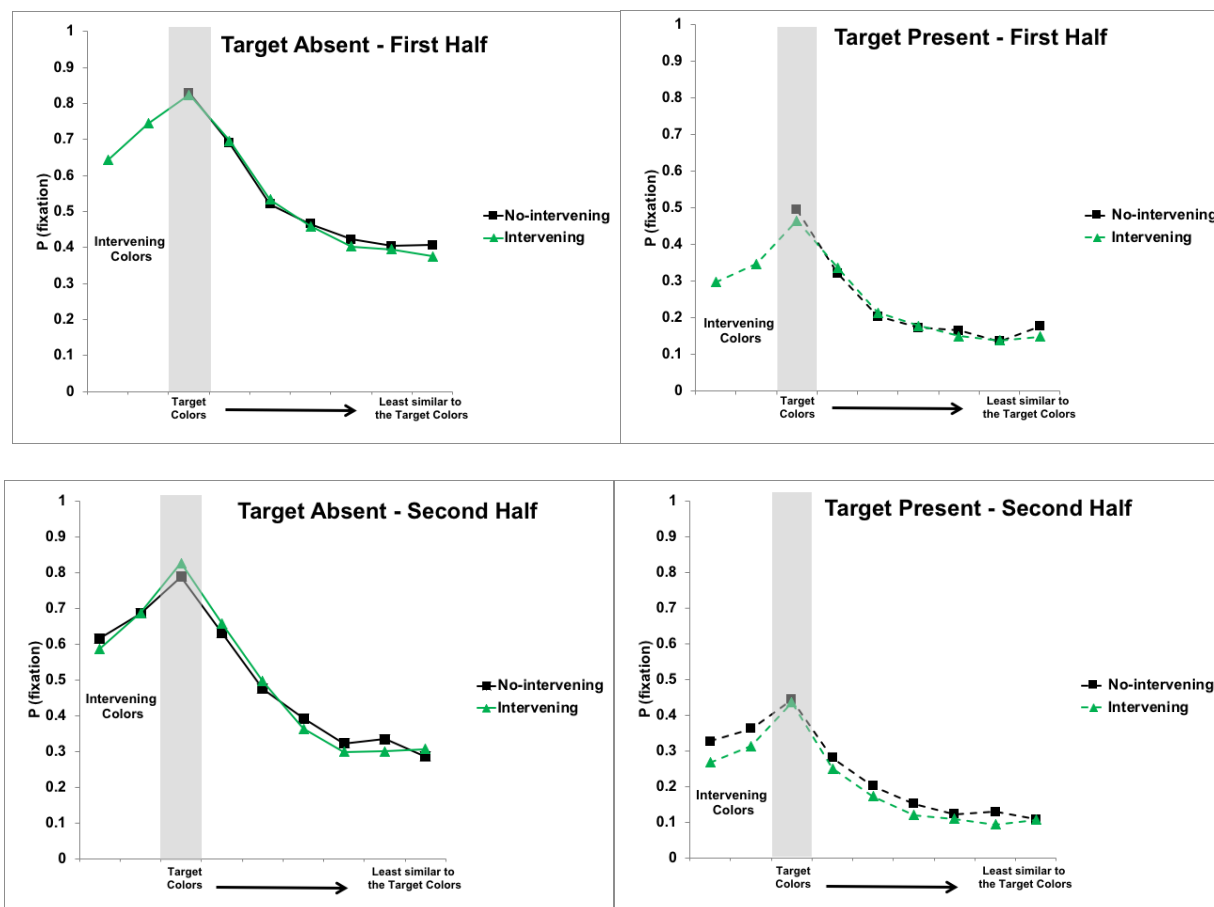 Target Absent - First Half
1
0.9
0.8
0.7
0.6
0.5
0.4
0.3
0.2
0.1
0
P (fixation)
Intervening
Colors
No-intervening
Intervening
Target
Colors
Least similar to
the Target Colors
Target Present - First Half
1
0.9
0.8
0.7
0.6
0.5
0.4
0.3
0.2
0.1
0
P (fixation)
Intervening
Colors
No-intervening
Intervening
Target
Colors
Least similar to
the Target Colors
Target Absent - Second Half
1
0.9
0.8
0.7
0.6
0.5
0.4
0.3
0.2
0.1
0
P (fixation)
Intervening
Colors
No-intervening
Intervening
Target
Colors
Least similar to
the Target Colors
Target Present - Second Half
1
0.9
0.8
0.7
0.6
0.5
0.4
0.3
0.2
0.1
0
P (fixation)
Intervening
Colors
No-intervening
Intervening
Target
Colors
Least similar to
the Target Colors